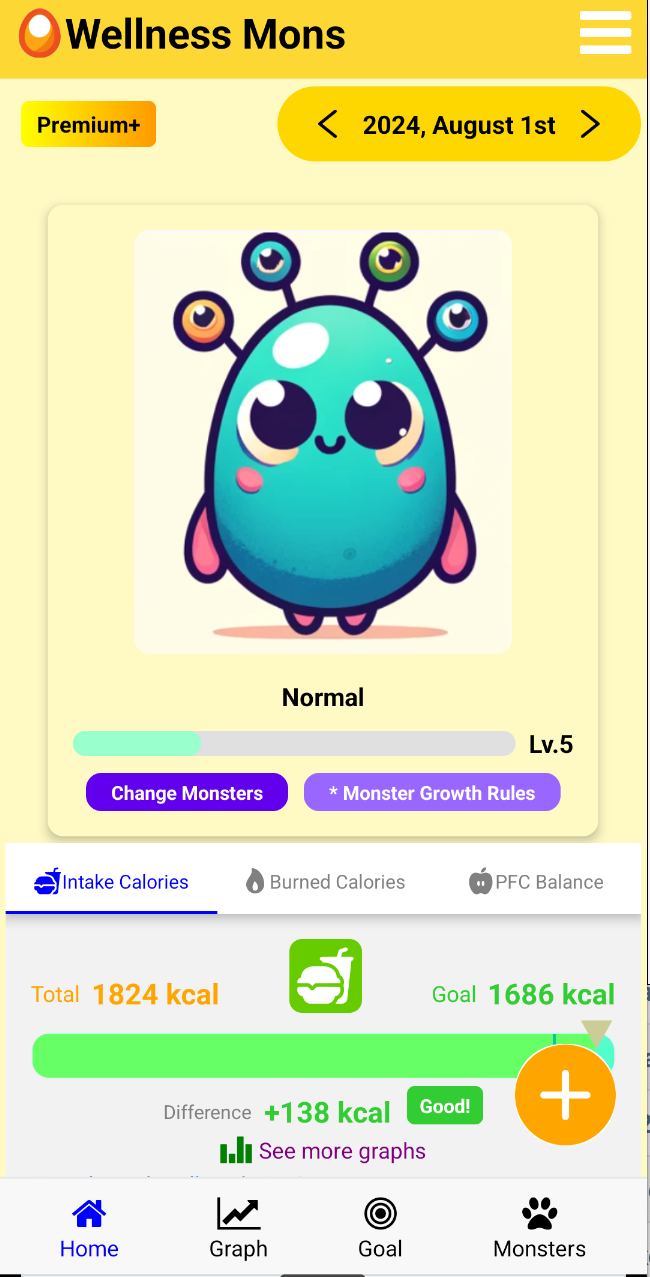 Wellness Mons
Premium+
2024, August 1st
Normal
Lv.5
Change Monsters
* Monster Growth Rules
Intake Calories
Burned Calories
PFC Balance
Total 1824 kcal
Goal 1686 kcal
Difference +138 kcal Good!
See more graphs
Home
Graph
Goal
Monsters